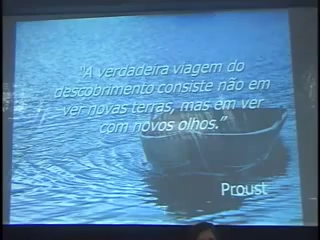 “A verdadeira viagem do
descobrimento consiste não em
ver novas terras, mas em ver
com novos olhos.”
Proust